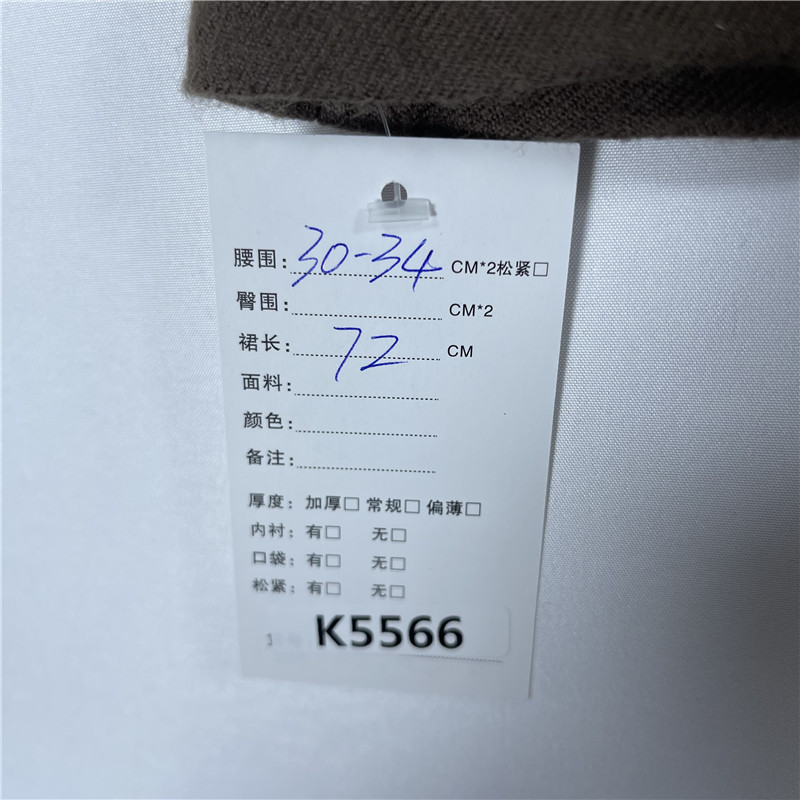 腰围: 30-34 CM*2松紧□
臀围: CM*2
裙长: 72 CM
面料:
颜色:
备注:
厚度: 加厚□ 常规□ 偏薄□
内衬: 有□ 无□
口袋: 有□ 无□
松紧: 有□ 无□
K5566